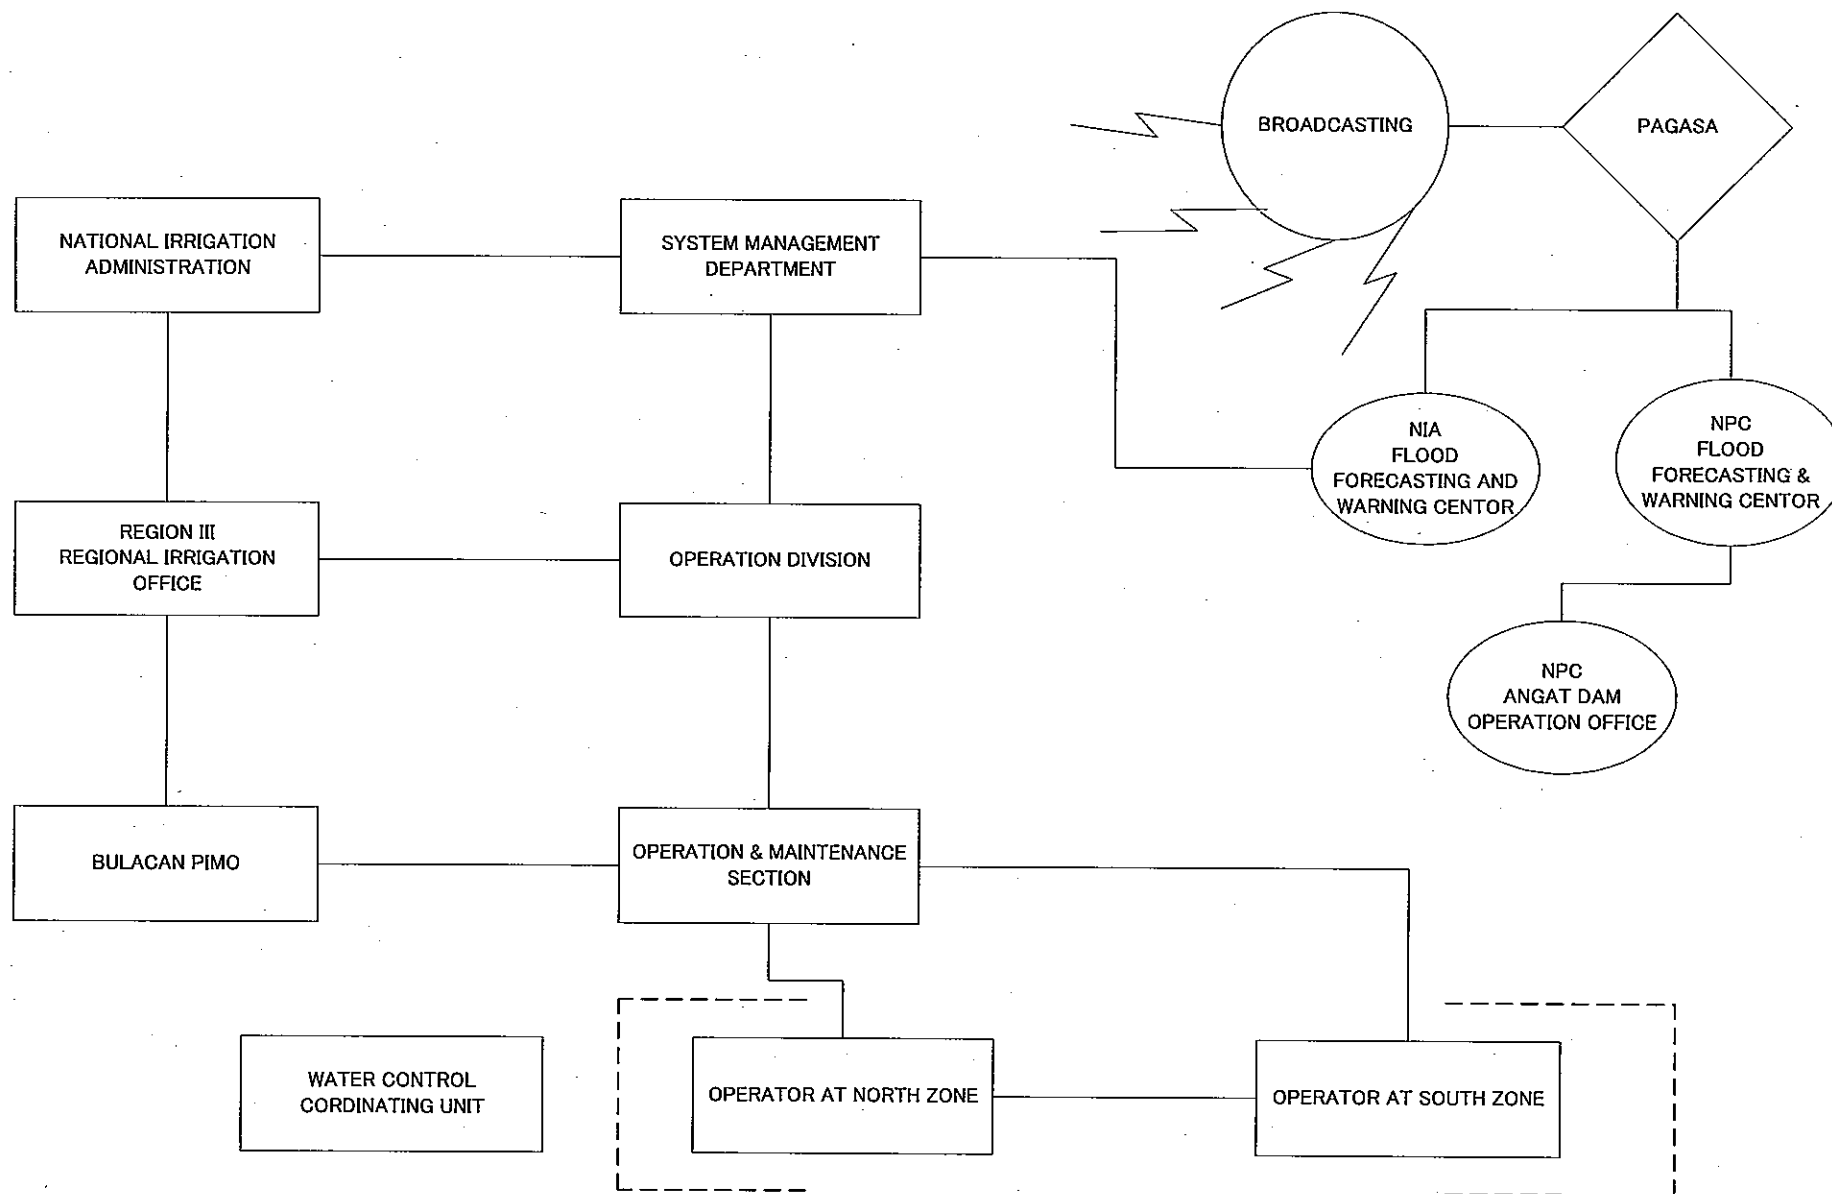 BROADCASTING
PAGASA
NATIONAL IRRIGATION
ADMINISTRATION
SYSTEM MANAGEMENT
DEPARTMENT
NIA
FLOOD
FORECASTING AND
WARNING CENTOR
NPC
FLOOD
FORECASTING &
WARNING CENTOR
REGION III
REGIONAL IRRIGATION
OFFICE
OPERATION DIVISION
NPC
ANGAT DAM
OPERATION OFFICE
BULACAN PIMO
OPERATION & MAINTENANCE
SECTION
WATER CONTROL
CORDINATING UNIT
OPERATOR AT NORTH ZONE
OPERATOR AT SOUTH ZONE